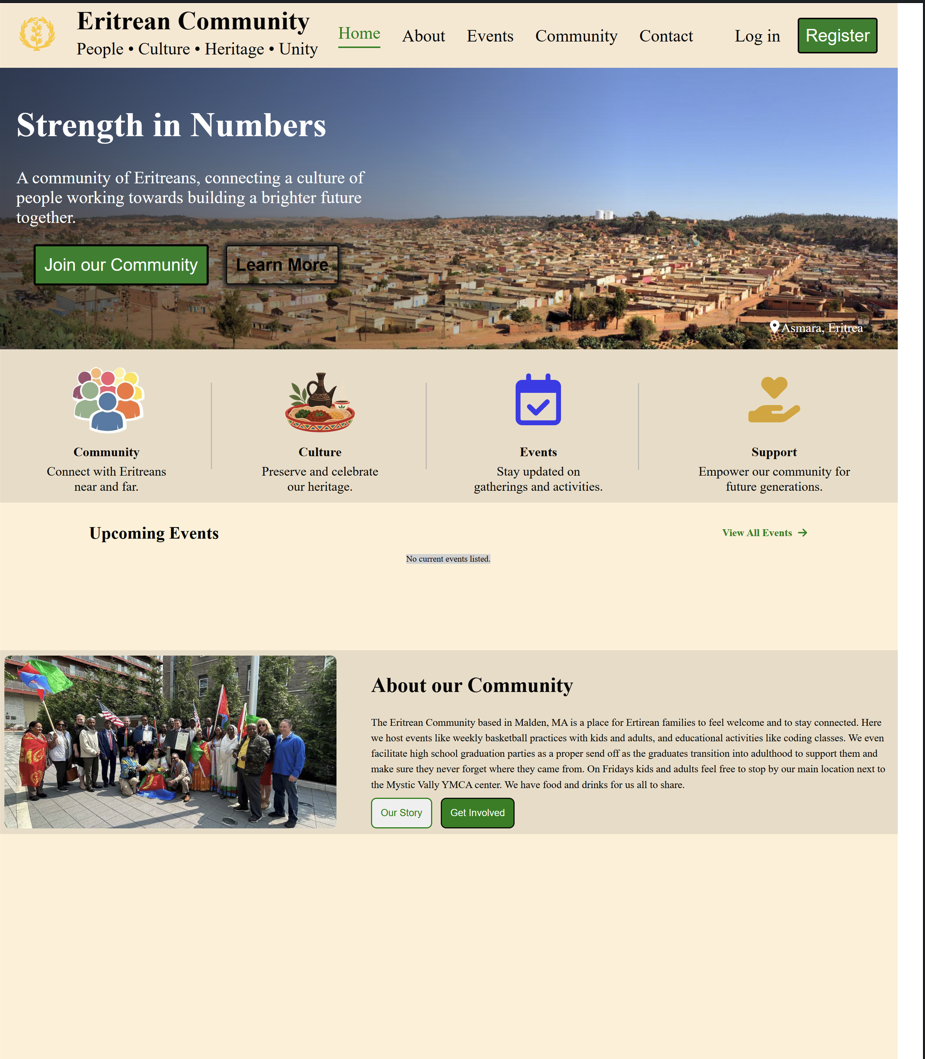 Eritrean Community
People • Culture • Heritage • Unity
Home
About
Events
Community
Contact
Log in
Register
Strength in Numbers
A community of Eritreans, connecting a culture of
people working towards building a brighter future
together.
Join our Community
Learn More
Asmara, Eritrea
Community
Connect with Eritreans
near and far.
Culture
Preserve and celebrate
our heritage.
Events
Stay updated on
gatherings and activities.
Support
Empower our community for
future generations.
Upcoming Events
View All Events →
No current events listed.
About our Community
The Eritrean Community based in Malden, MA is a place for Ertirean families to feel welcome and to stay connected. Here
we host events like weekly basketball practices with kids and adults, and educational activities like coding classes. We even
facilitate high school graduation parties as a proper send off as the graduates transition into adulthood to support them and
make sure they never forget where they came from. On Fridays kids and adults feel free to stop by our main location next to
the Mystic Vally YMCA center. We have food and drinks for us all to share.
Our Story
Get Involved